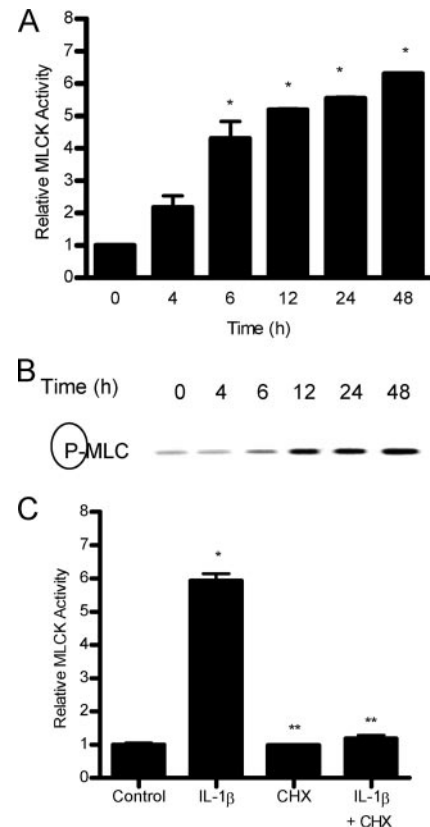 A
Relative MLCK Activity
8
7
6
5
4
3
2
1
0
*
*
*
*
0 4 6 12 24 48
Time (h)
B
Time (h) 0 4 6 12 24 48
P-MLC
C
Relative MLCK Activity
8
7
6
5
4
3
2
1
0
*
**
**
Control IL-1β CHX IL-1β
+ CHX